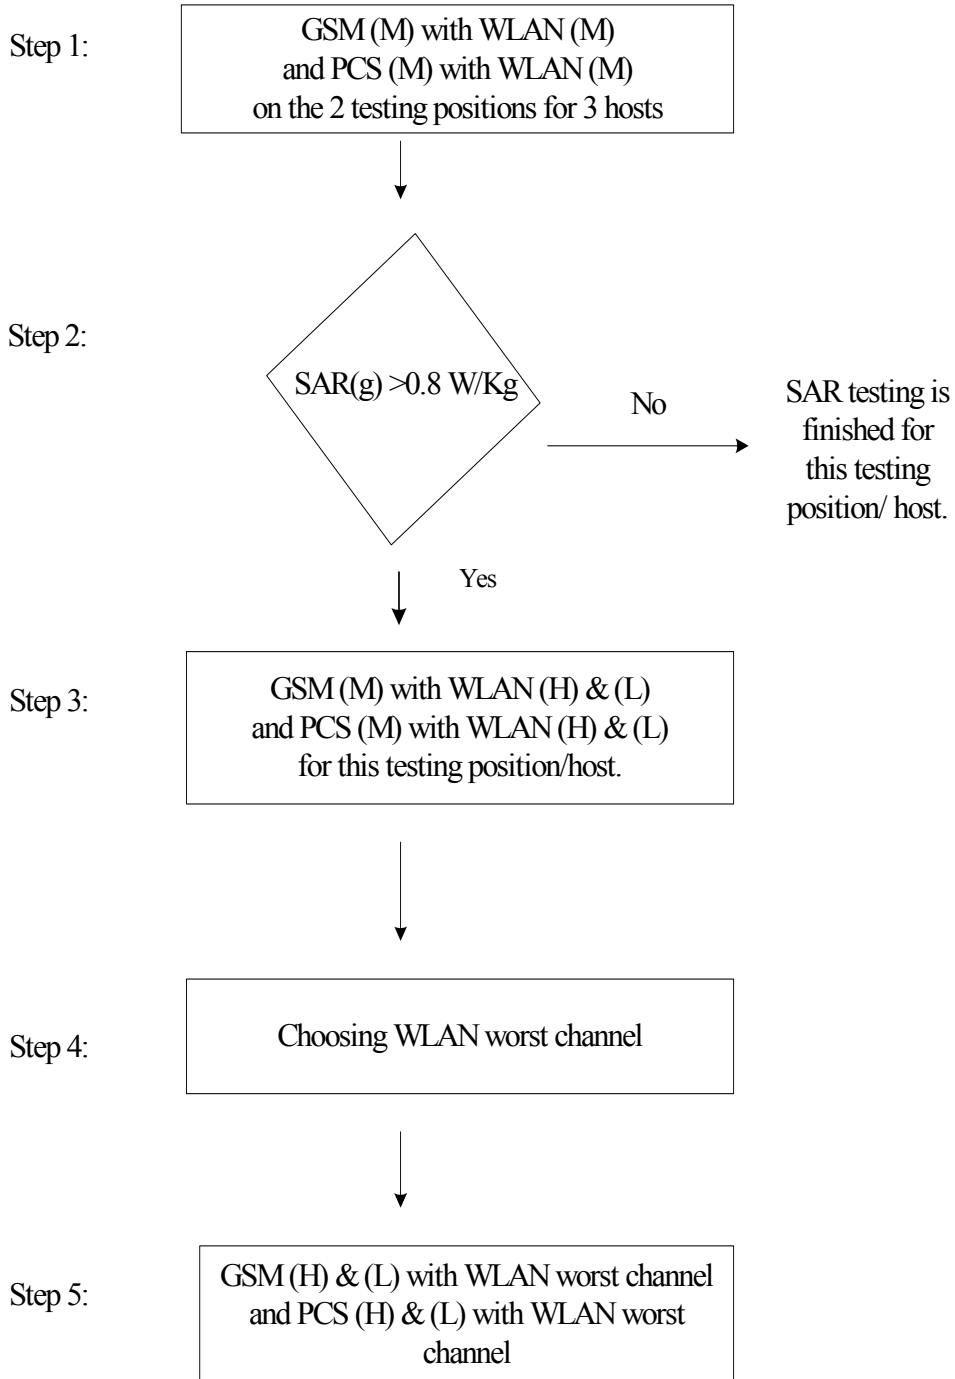 Step 1:
GSM (M) with WLAN (M)
and PCS (M) with WLAN (M)
on the 2 testing positions for 3 hosts
Step 2:
SAR(g) >0.8 W/Kg
No
SAR testing is
finished for
this testing
position/ host.
Yes
Step 3:
GSM (M) with WLAN (H) & (L)
and PCS (M) with WLAN (H) & (L)
for this testing position/host.
Step 4:
Choosing WLAN worst channel
Step 5:
GSM (H) & (L) with WLAN worst channel
and PCS (H) & (L) with WLAN worst
channel